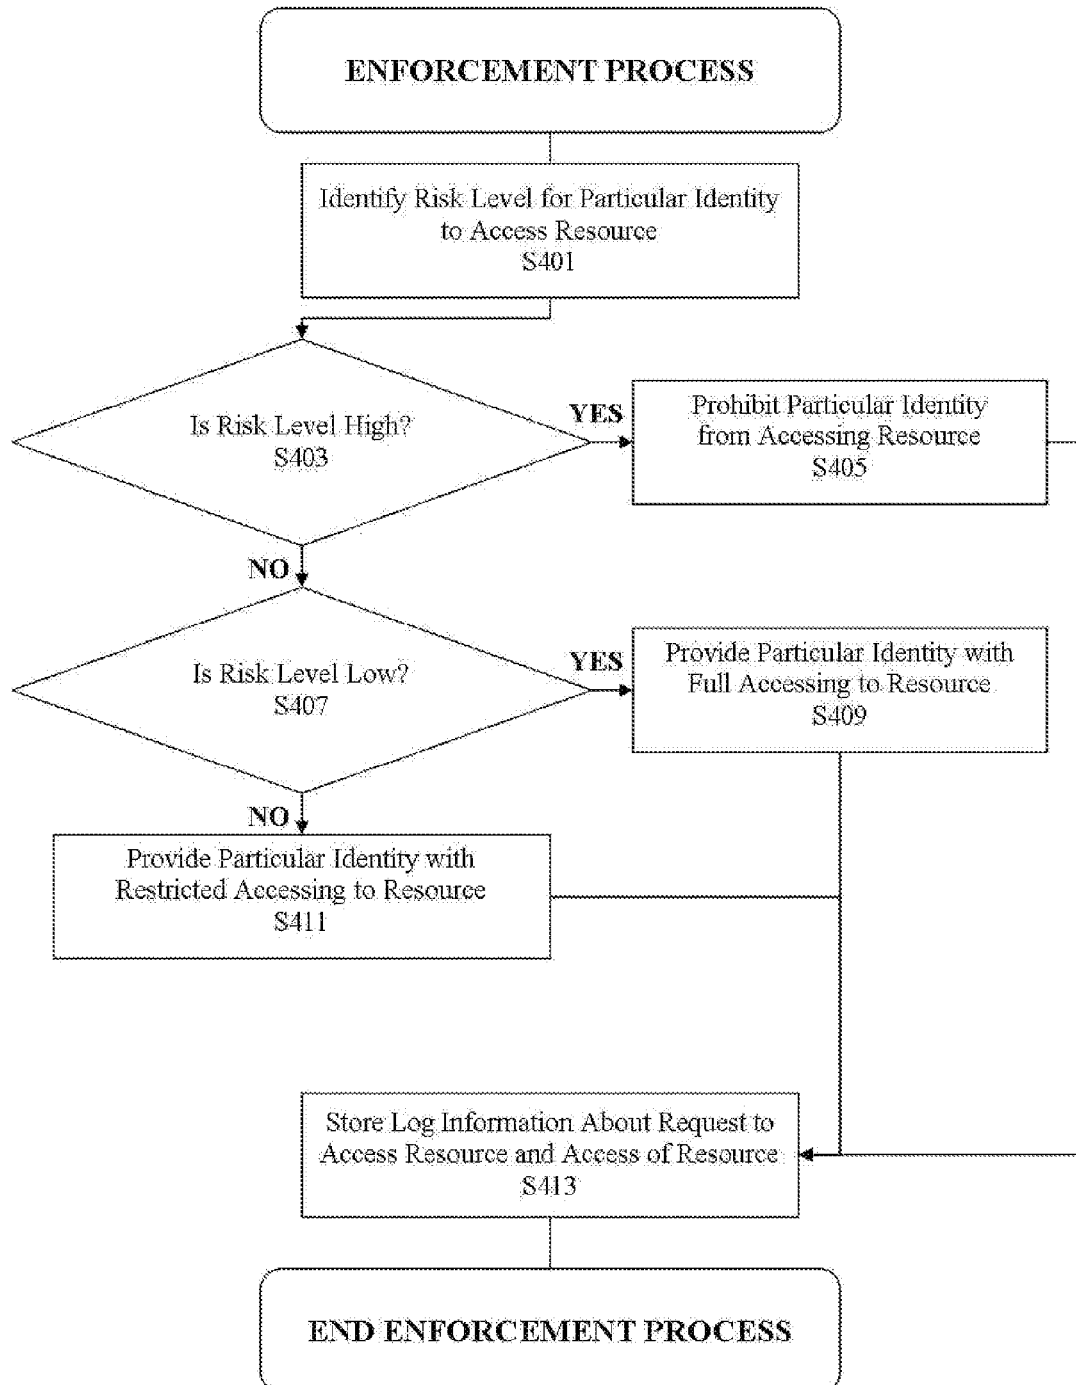 ENFORCEMENT PROCESS
Identify Risk Level for Particular Identity
to Access Resource
S401
Is Risk Level High?
S403
YES
Prohibit Particular Identity
from Accessing Resource
S405
NO
Is Risk Level Low?
S407
YES
Provide Particular Identity with
Full Accessing to Resource
S409
NO
Provide Particular Identity with
Restricted Accessing to Resource
S411
Store Log Information About Request to
Access Resource and Access of Resource
S413
END ENFORCEMENT PROCESS